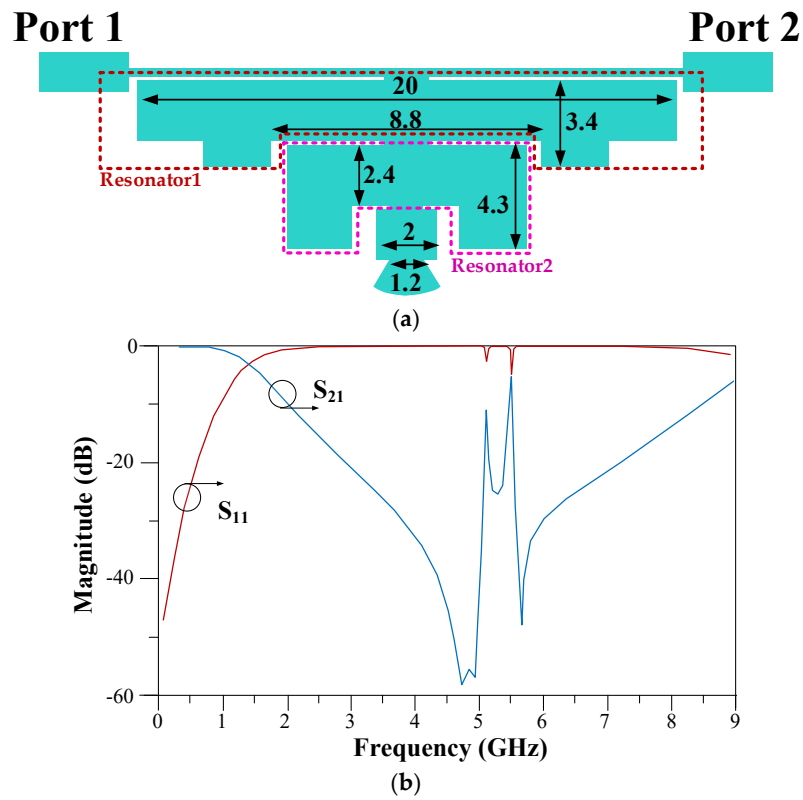 Port 1
Port 2
20
8.8
3.4
Resonator1
2.4
4.3
2
Resonator2
1.2
(a)
0
-20
-40
-60
Magnitude (dB)
S21
S11
0 1 2 3 4 5 6 7 8 9
Frequency (GHz)
(b)